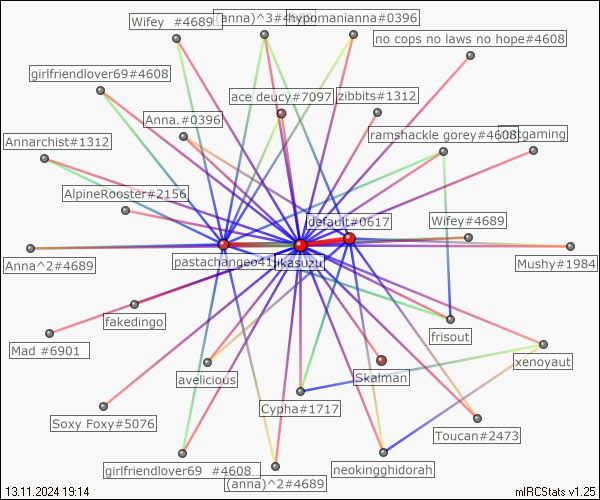 Wifey #4689
(anna)^3#4689
hypomanianna#0396
no cops no laws no hope#4608
girlfriendlover69#4608
ace deucy#7097
zibbits#1312
Anna.#0396
ramshackle gorey#4608
Annarchist#1312
AlpineRooster#2156
default#0617
Wifey#4689
Anna^2#4689
pastachangeo41
ikasuzu
Mushy#1984
fakedingo
frisout
Mad #6901
avelicious
Skalman
xenoyaut
Soxy Foxy#5076
Cypha#1717
Toucan#2473
girlfriendlover69 #4608
(anna)^2#4689
neokingghidorah
13.11.2024 19:14
mIRCStats v1.25